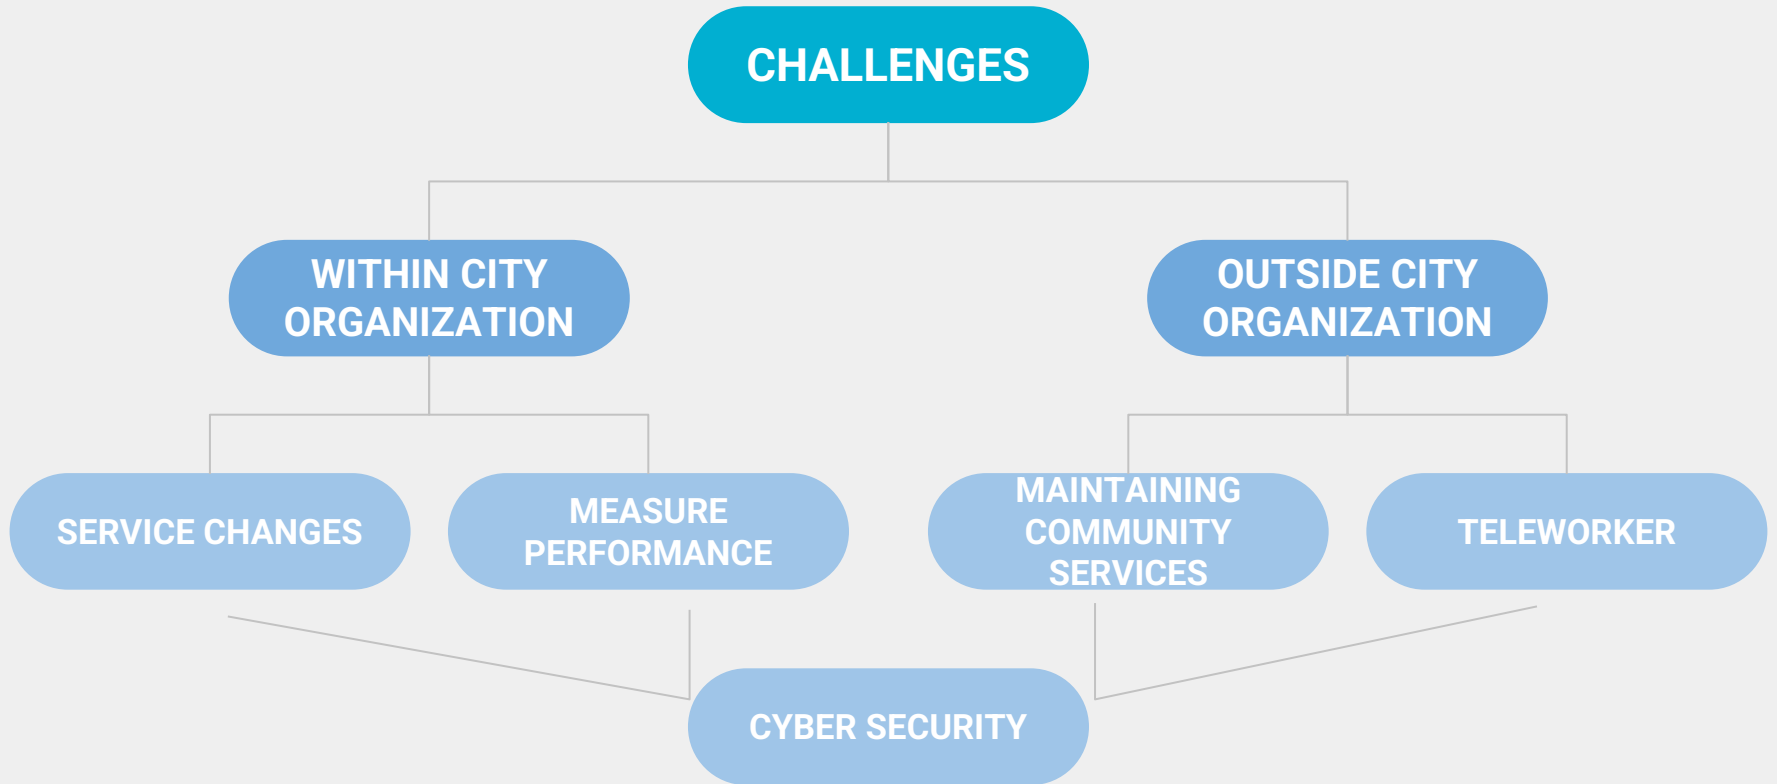 CHALLENGES
WITHIN CITY
ORGANIZATION
OUTSIDE CITY
ORGANIZATION
SERVICE CHANGES
MEASURE
PERFORMANCE
MAINTAINING
COMMUNITY
SERVICES
TELEWORKER
CYBER SECURITY